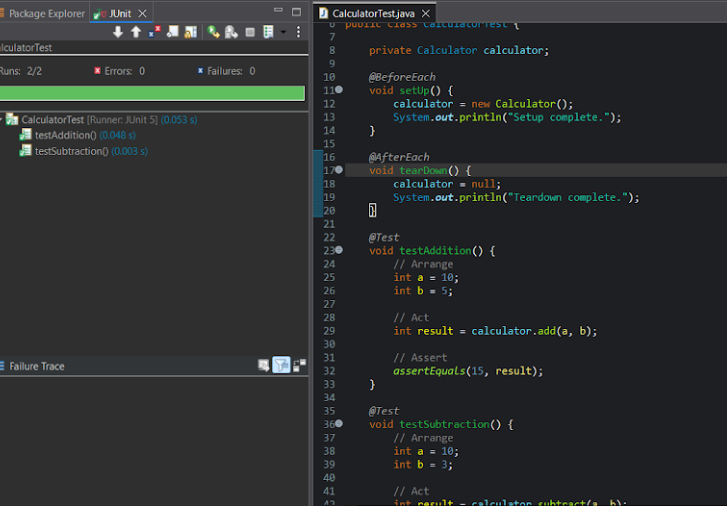 Package Explorer JUnit
CalculatorTest
Runs: 2/2 Errors: 0 Failures: 0
CalculatorTest [Runner: JUnit 5] (0.053 s)
testAddition() (0.048 s)
testSubtraction() (0.003 s)
Failure Trace
CalculatorTest.java
6 public class CalculatorTest {
7
8 private Calculator calculator;
9
10 @BeforeEach
11 void setUp() {
12 calculator = new Calculator();
13 System.out.println("Setup complete.");
14 }
15
16 @AfterEach
17 void tearDown() {
18 calculator = null;
19 System.out.println("Teardown complete.");
20 }
21
22 @Test
23 void testAddition() {
24 // Arrange
25 int a = 10;
26 int b = 5;
27
28 // Act
29 int result = calculator.add(a, b);
30
31 // Assert
32 assertEquals(15, result);
33 }
34
35 @Test
36 void testSubtraction() {
37 // Arrange
38 int a = 10;
39 int b = 3;
40
41 // Act
42 int result = calculator.subtract(a, b);